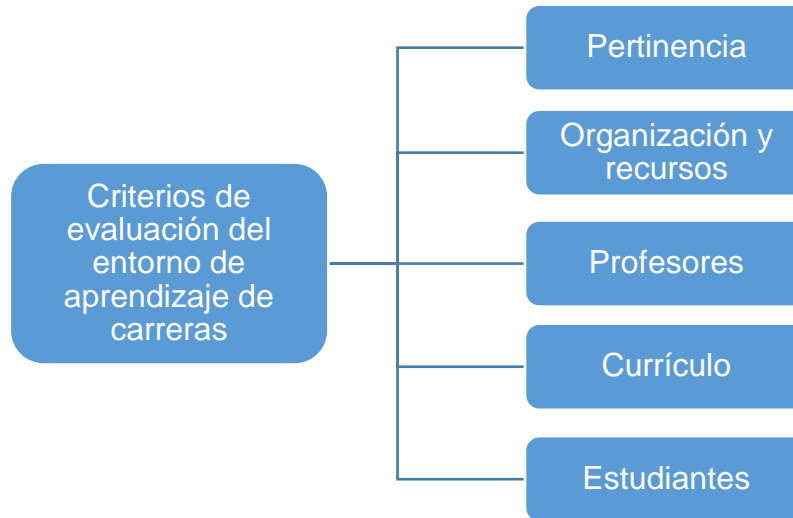 Criterios de
evaluación del
entorno de
aprendizaje de
carreras
Pertinencia
Organización y
recursos
Profesores
Currículo
Estudiantes